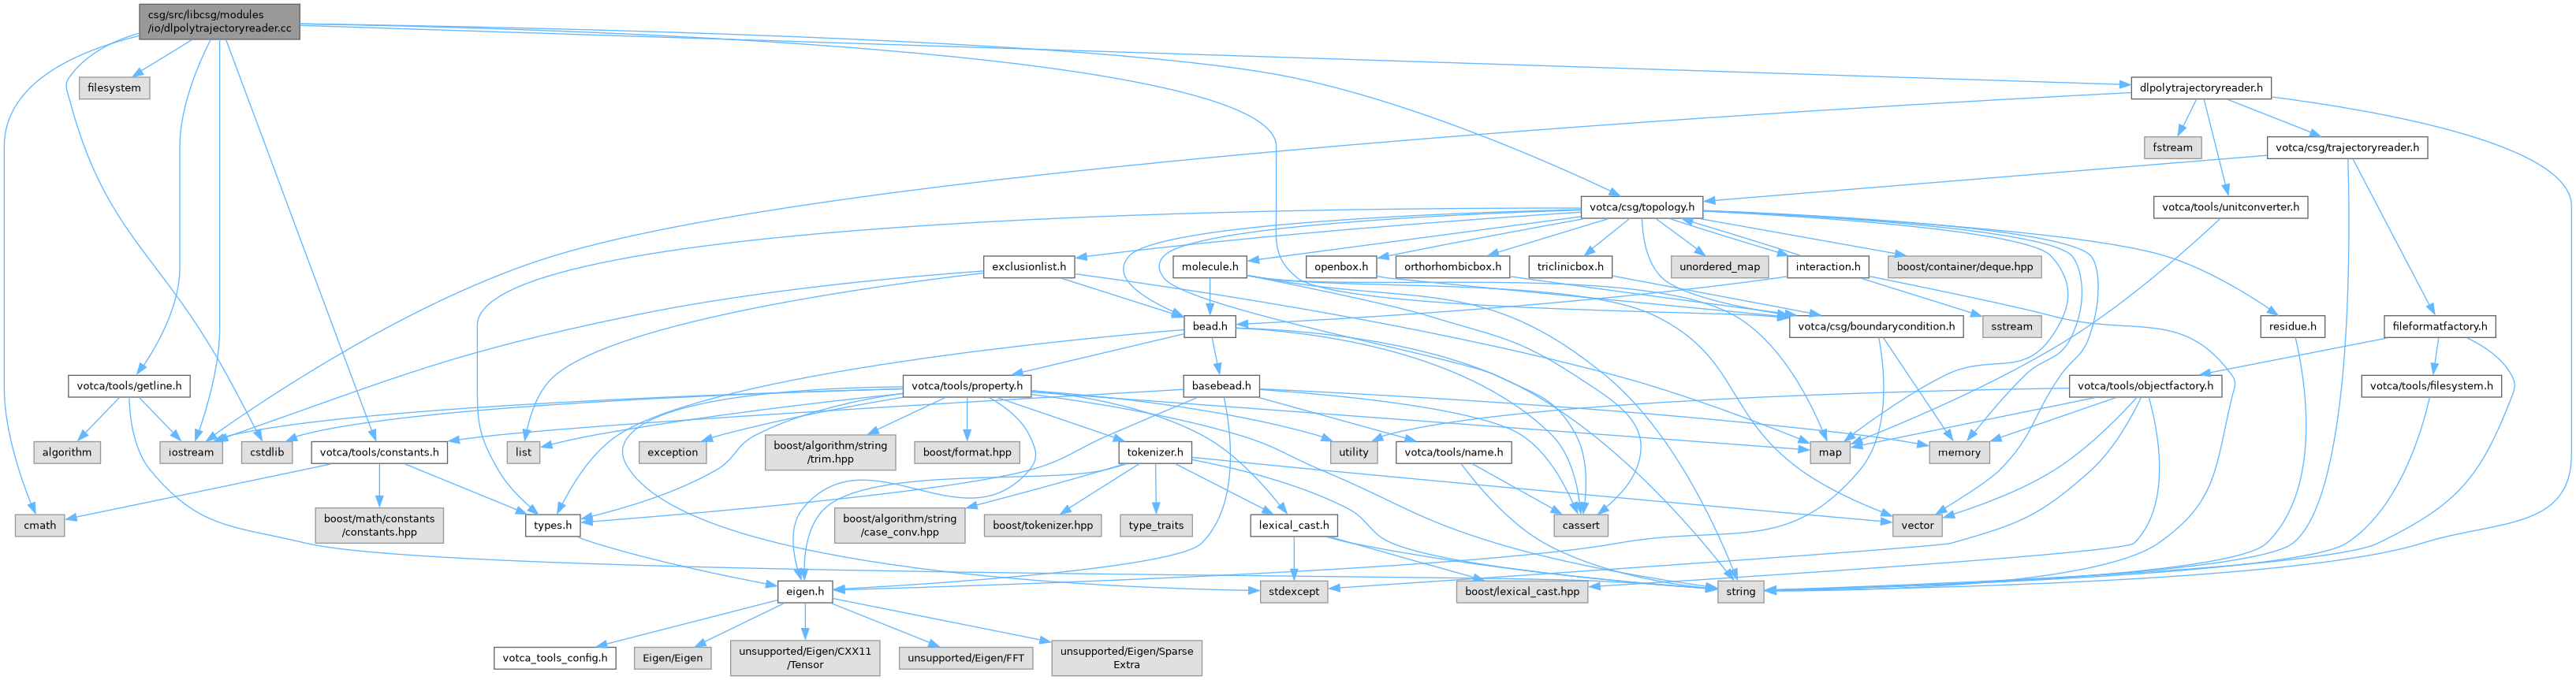 csg/src/libcsg/modules
/io/dlpolytrajectoryreader.cc
filesystem
dlpolytrajectoryreader.h
fstream
votca/csg/trajectoryreader.h
votca/csg/topology.h
votca/tools/unitconverter.h
exclusionlist.h
molecule.h
openbox.h
orthorhombicbox.h
triclinicbox.h
unordered_map
interaction.h
boost/container/deque.hpp
bead.h
votca/csg/boundarycondition.h
sstream
residue.h
fileformatfactory.h
votca/tools/getline.h
votca/tools/property.h
basebead.h
votca/tools/objectfactory.h
votca/tools/filesystem.h
algorithm
iostream
cstdlib
votca/tools/constants.h
list
exception
boost/algorithm/string
/trim.hpp
boost/format.hpp
tokenizer.h
utility
votca/tools/name.h
map
memory
cmath
boost/math/constants
/constants.hpp
types.h
boost/algorithm/string
/case_conv.hpp
boost/tokenizer.hpp
type_traits
lexical_cast.h
cassert
vector
eigen.h
stdexcept
boost/lexical_cast.hpp
string
votca_tools_config.h
Eigen/Eigen
unsupported/Eigen/CXX11
/Tensor
unsupported/Eigen/FFT
unsupported/Eigen/Sparse
Extra